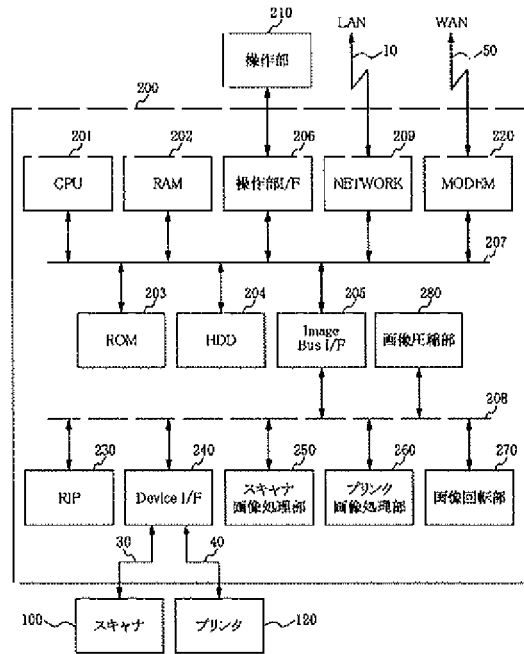 210
LAN
WAN
操作部
10
50
200
201
202
206
209
220
CPU
RAM
操作部I/F
NETWORK
MODEM
207
203
204
205
280
ROM
HDD
Image
Bus I/F
画像圧縮部
208
230
240
250
260
270
RIP
Device I/F
スキャナ
画像処理部
プリンタ
画像処理部
画像回転部
30
40
100
スキャナ
プリンタ
120